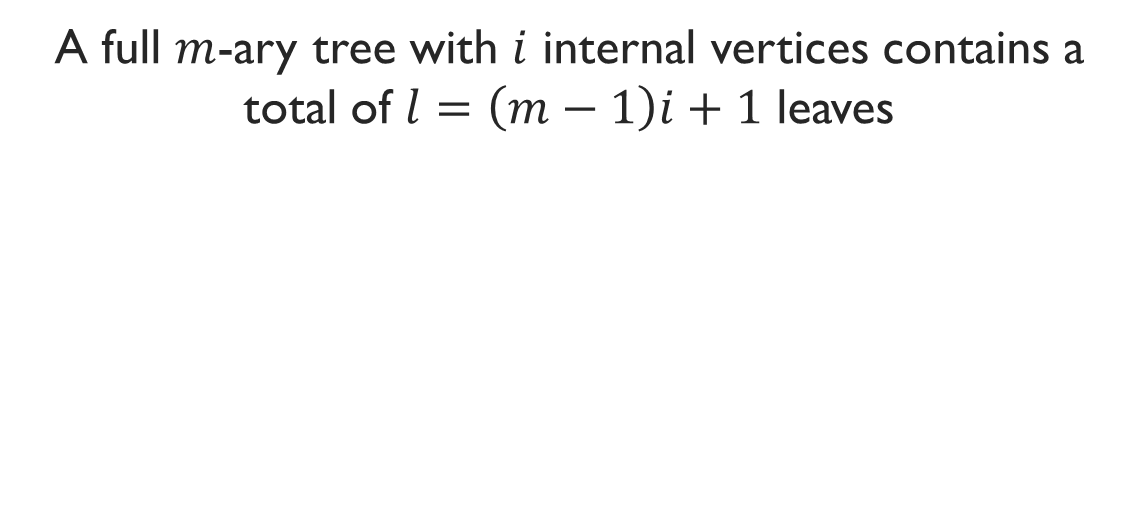 A full 𝑚-ary tree with 𝑖 internal vertices contains a
total of 𝑙 = (𝑚 − 1)𝑖 + 1 leaves